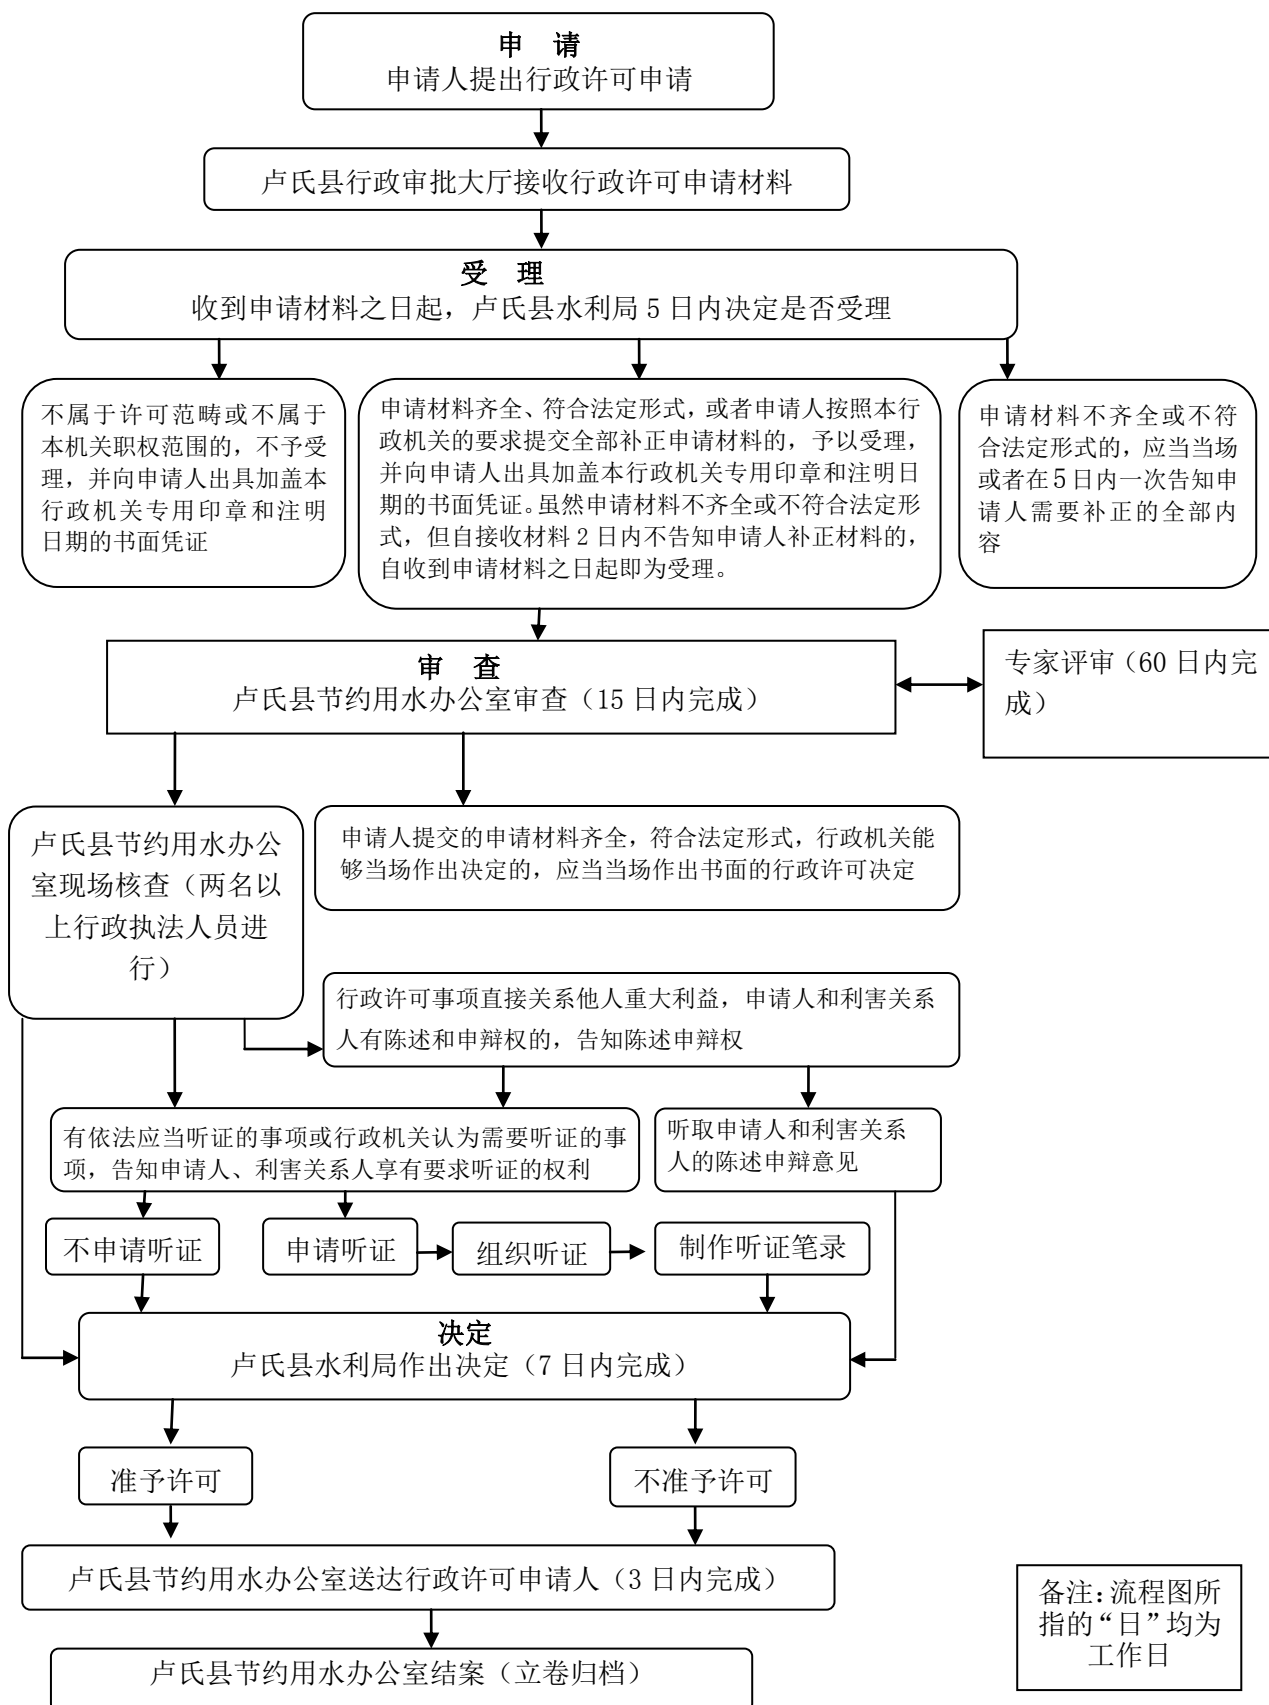 申 请
申请人提出行政许可申请
卢氏县行政审批大厅接收行政许可申请材料
受 理
收到申请材料之日起，卢氏县水利局 5 日内决定是否受理
不属于许可范畴或不属于
本机关职权范围的，不予受
理，并向申请人出具加盖本
行政机关专用印章和注明
日期的书面凭证
申请材料齐全、符合法定形式，或者申请人按照本行
政机关的要求提交全部补正申请材料的，予以受理，
并向申请人出具加盖本行政机关专用印章和注明日
期的书面凭证。虽然申请材料不齐全或不符合法定形
式，但自接收材料 2 日内不告知申请人补正材料的，
自收到申请材料之日起即为受理。
申请材料不齐全或不符
合法定形式的，应当当场
或者在 5 日内一次告知申
请人需要补正的全部内
容
审 查
卢氏县节约用水办公室审查（15 日内完成）
专家评审（60 日内完
成）
卢氏县节约用水办公
室现场核查（两名以
上行政执法人员进
行）
申请人提交的申请材料齐全，符合法定形式，行政机关能
够当场作出决定的，应当当场作出书面的行政许可决定
行政许可事项直接关系他人重大利益，申请人和利害关系
人有陈述和申辩权的，告知陈述申辩权
有依法应当听证的事项或行政机关认为需要听证的事
项，告知申请人、利害关系人享有要求听证的权利
听取申请人和利害关系
人的陈述申辩意见
不申请听证
申请听证
组织听证
制作听证笔录
决定
卢氏县水利局作出决定（7 日内完成）
准予许可
不准予许可
卢氏县节约用水办公室送达行政许可申请人（3 日内完成）
卢氏县节约用水办公室结案（立卷归档）
备注：流程图所
指的“日”均为
工作日